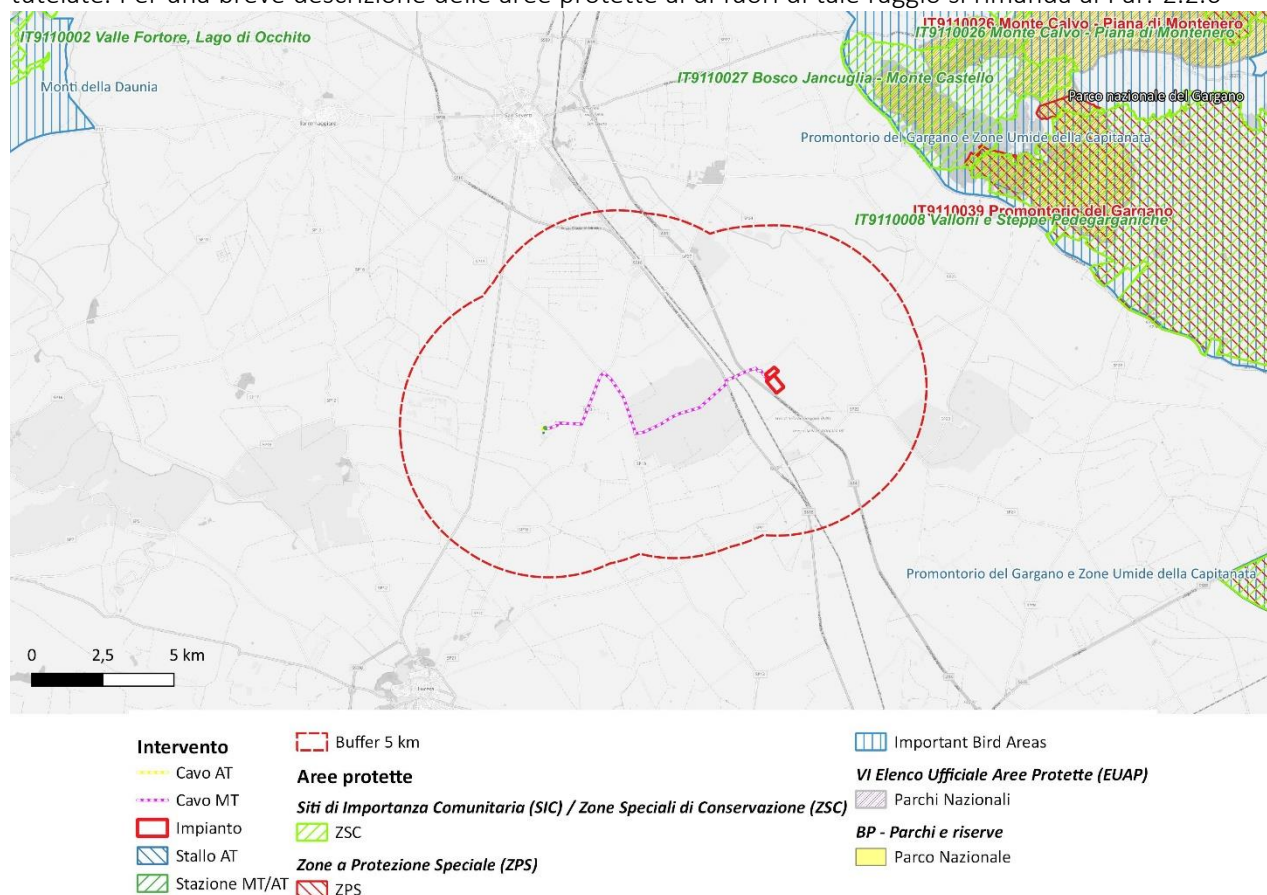 tutelate. Per una breve descrizione delle aree protette al di fuori di tale raggio si rimanda al Par. 2.2.6
IT9110002 Valle Fortore, Lago di Occhito
Monti della Daunia
IT9110026 Monte Calvo - Piana di Montenero
IT9110026 Monte Calvo - Piana di Montenero
IT9110027 Bosco Jancuglia - Monte Castello
Parco nazionale del Gargano
Promontorio del Gargano e Zone Umide della Capitanata
San Severo
IT9110039 Promontorio del Gargano
IT9110008 Valloni e Steppe Pedegarganiche
Promontorio del Gargano e Zone Umide della Capitanata
Lucera
0 2,5 5 km
Intervento
Cavo AT
Cavo MT
Impianto
Stallo AT
Stazione MT/AT
Buffer 5 km
Aree protette
Siti di Importanza Comunitaria (SIC) / Zone Speciali di Conservazione (ZSC)
ZSC
Zone a Protezione Speciale (ZPS)
ZPS
Important Bird Areas
VI Elenco Ufficiale Aree Protette (EUAP)
Parchi Nazionali
BP - Parchi e riserve
Parco Nazionale